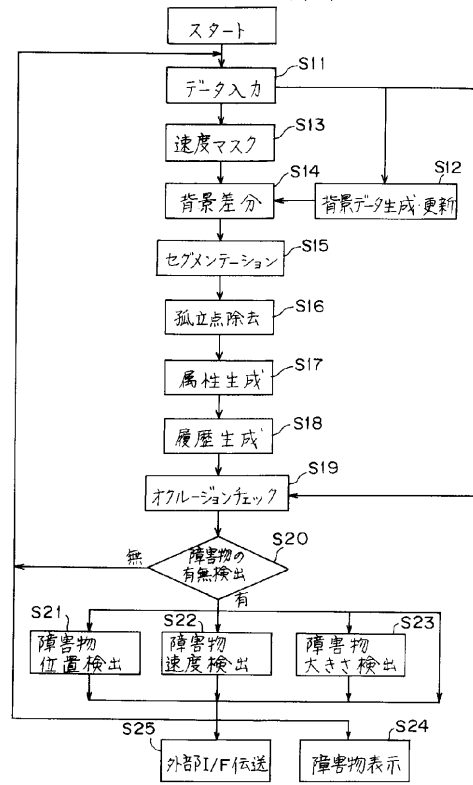 スタート
S11
データ入力
S13
速度マスク
S12
S14
背景差分
背景データ生成・更新
S15
セグメンテーション
S16
孤立点除去
S17
属性生成
S18
履歴生成
S19
オクルージョンチェック
S20
無
障害物の
有無検出
有
S21
障害物
位置検出
S22
障害物
速度検出
S23
障害物
大きさ検出
S25
外部I/F伝送
S24
障害物表示